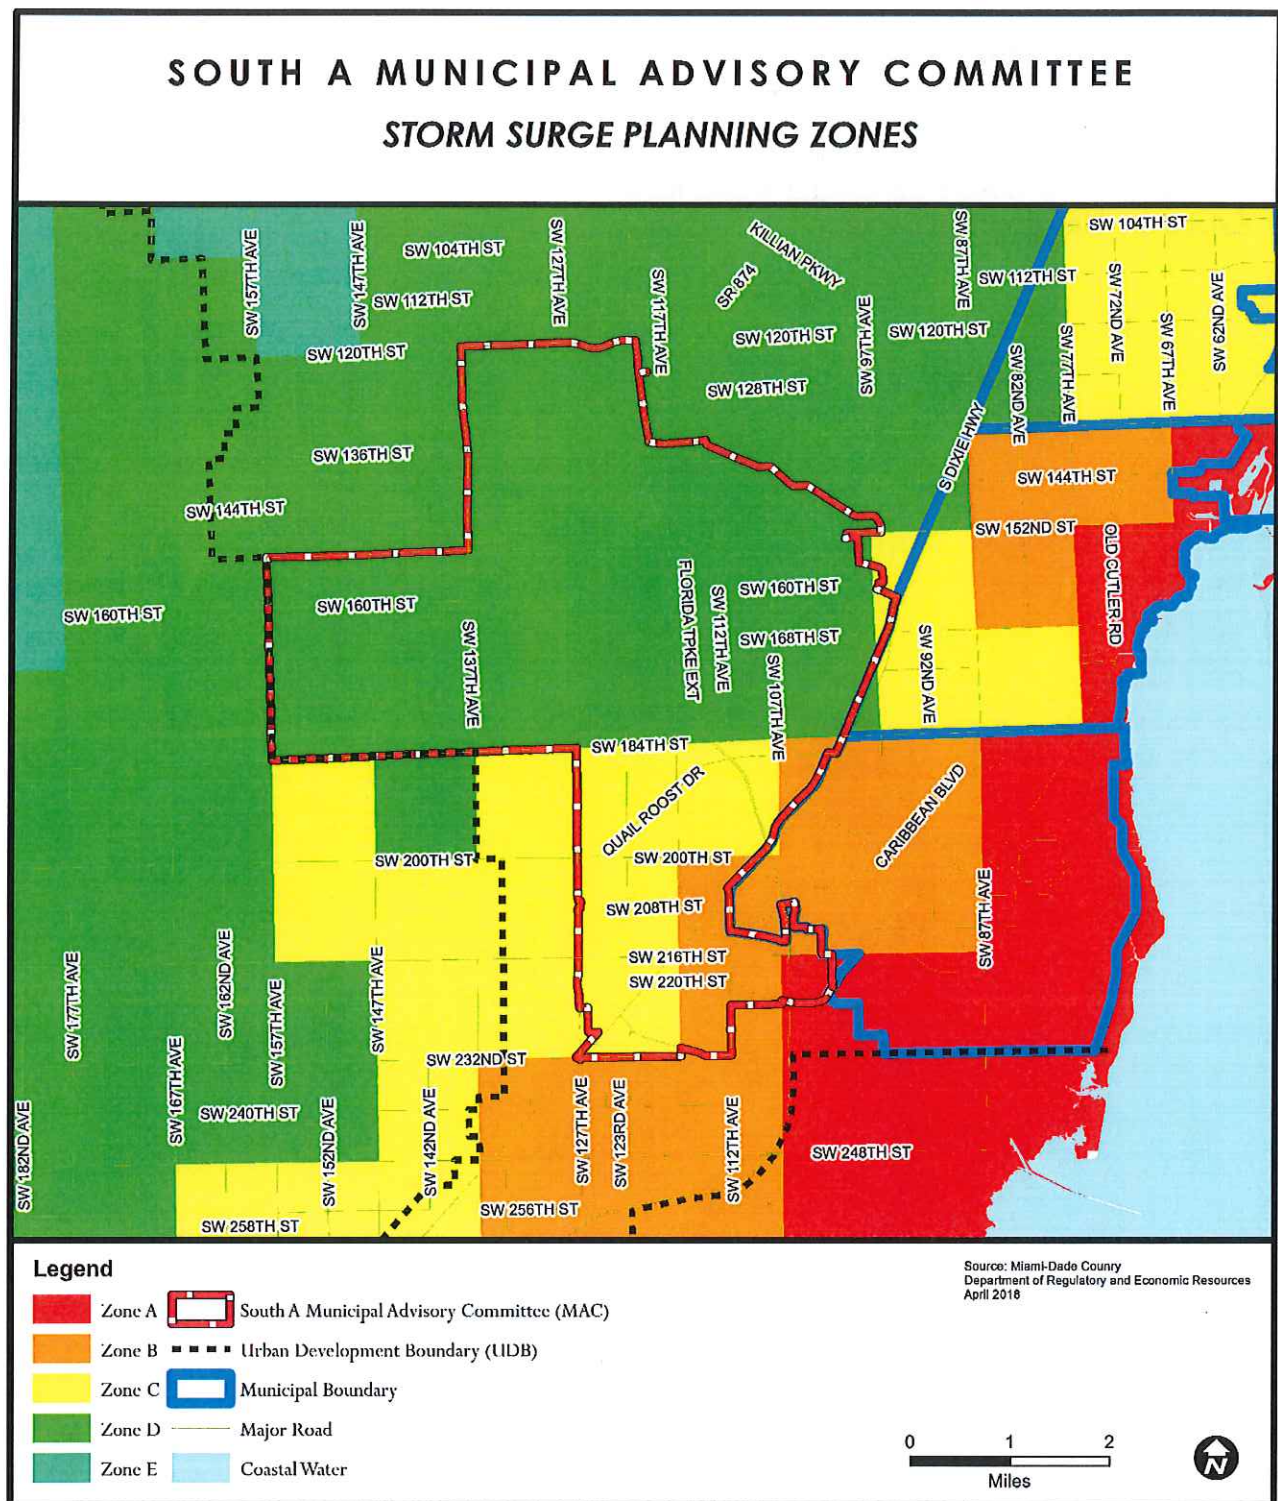 SOUTH A MUNICIPAL ADVISORY COMMITTEE
STORM SURGE PLANNING ZONES
SW 104TH ST
SW 157TH AVE
SW 147TH AVE
SW 104TH ST
SW 127TH AVE
KILLIAN PKWY
SR 874
SW 87TH AVE
SW 112TH ST
SW 72ND AVE
SW 62ND AVE
SW 112TH ST
SW 117TH AVE
SW 120TH ST
SW 97TH AVE
SW 120TH ST
SW 82ND AVE
SW 77TH AVE
SW 67TH AVE
SW 120TH ST
SW 128TH ST
S DIXIE HWY
SW 136TH ST
SW 144TH ST
SW 144TH ST
SW 152ND ST
OLD CUTLER RD
SW 160TH ST
SW 160TH ST
SW 137TH AVE
FLORIDA TPKE EXT
SW 112TH AVE
SW 160TH ST
SW 168TH ST
SW 107TH AVE
SW 92ND AVE
SW 184TH ST
QUAIL ROOST DR
CARIBBEAN BLVD
SW 200TH ST
SW 200TH ST
SW 208TH ST
SW 87TH AVE
SW 216TH ST
SW 220TH ST
SW 177TH AVE
SW 162ND AVE
SW 157TH AVE
SW 147TH AVE
SW 232ND ST
SW 182ND AVE
SW 167TH AVE
SW 240TH ST
SW 152ND AVE
SW 142ND AVE
SW 127TH AVE
SW 123RD AVE
SW 112TH AVE
SW 248TH ST
SW 258TH ST
SW 256TH ST
Legend
Zone A
South A Municipal Advisory Committee (MAC)
Zone B
Urban Development Boundary (UDB)
Zone C
Municipal Boundary
Zone D
Major Road
Zone E
Coastal Water
Source: Miami-Dade Counry
Department of Regulatory and Economic Resources
April 2018
0 1 2
Miles
N